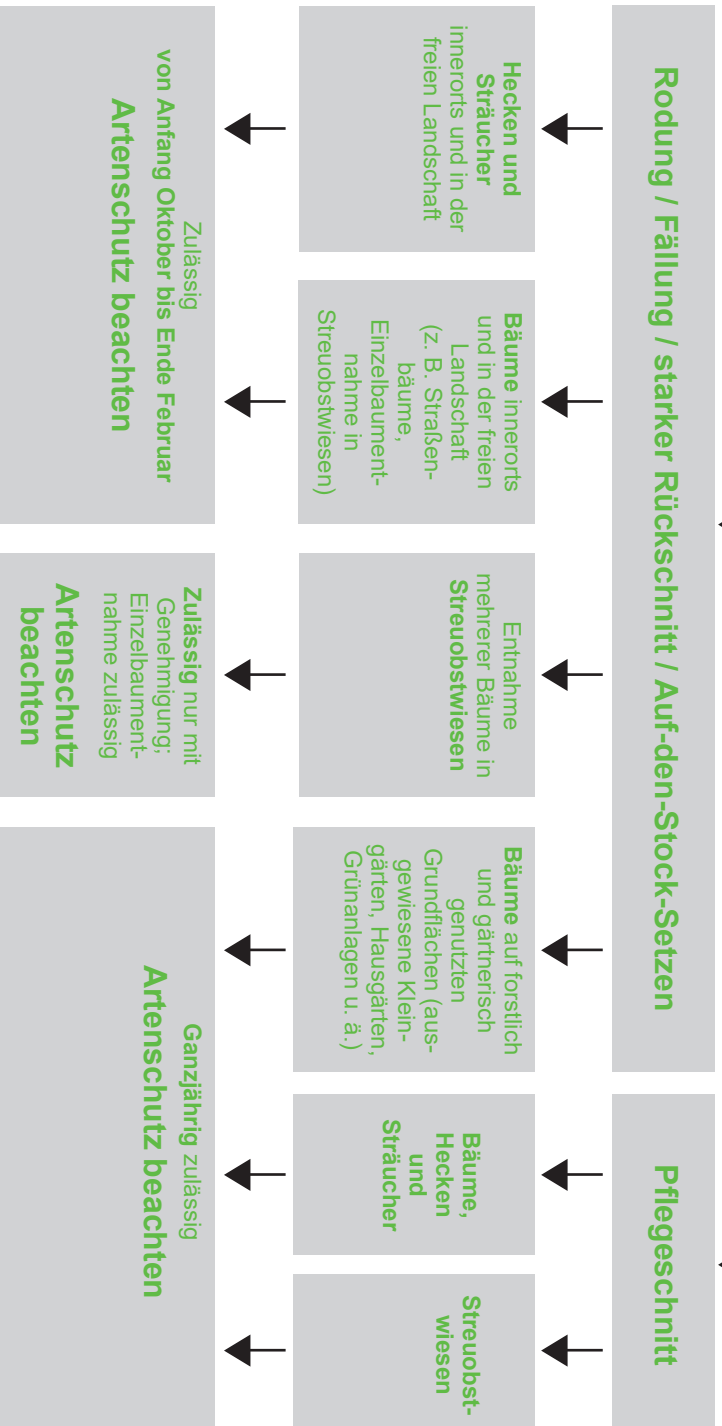 Rodung / Fällung / starker Rückschnitt / Auf-den-Stock-Setzen
Pflegeschnitt
Hecken und
Sträucher
innerorts und in der
freien Landschaft
Bäume innerorts
und in der freien
Landschaft
(z. B. Straßen-
bäume,
Einzelbaument-
nahme in
Streuobstwiesen)
Entnahme
mehrerer Bäume in
Streuobstwiesen
Bäume auf forstlich
und gärtnerisch
genutzten
Grundflächen (aus-
gewiesene Klein-
gärten, Hausgärten,
Grünanlagen u. ä.)
Bäume,
Hecken
und
Sträucher
Streuobst-
wiesen
Zulässig
von Anfang Oktober bis Ende Februar
Artenschutz beachten
Zulässig nur mit
Genehmigung;
Einzelbaument-
nahme zulässig
Artenschutz
beachten
Ganzjährig zulässig
Artenschutz beachten